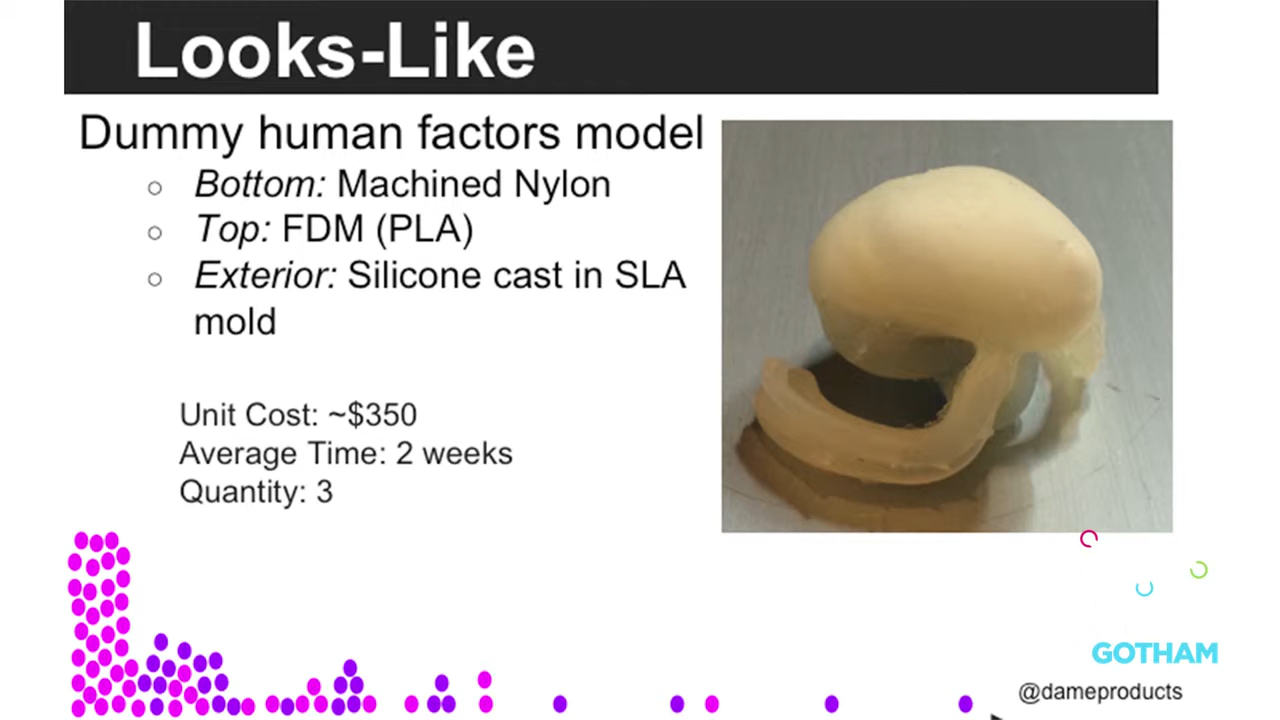 Looks-Like
Dummy human factors model
Bottom: Machined Nylon
Top: FDM (PLA)
Exterior: Silicone cast in SLA
mold
Unit Cost: ~$350
Average Time: 2 weeks
Quantity: 3
GOTHAM
@dameproducts